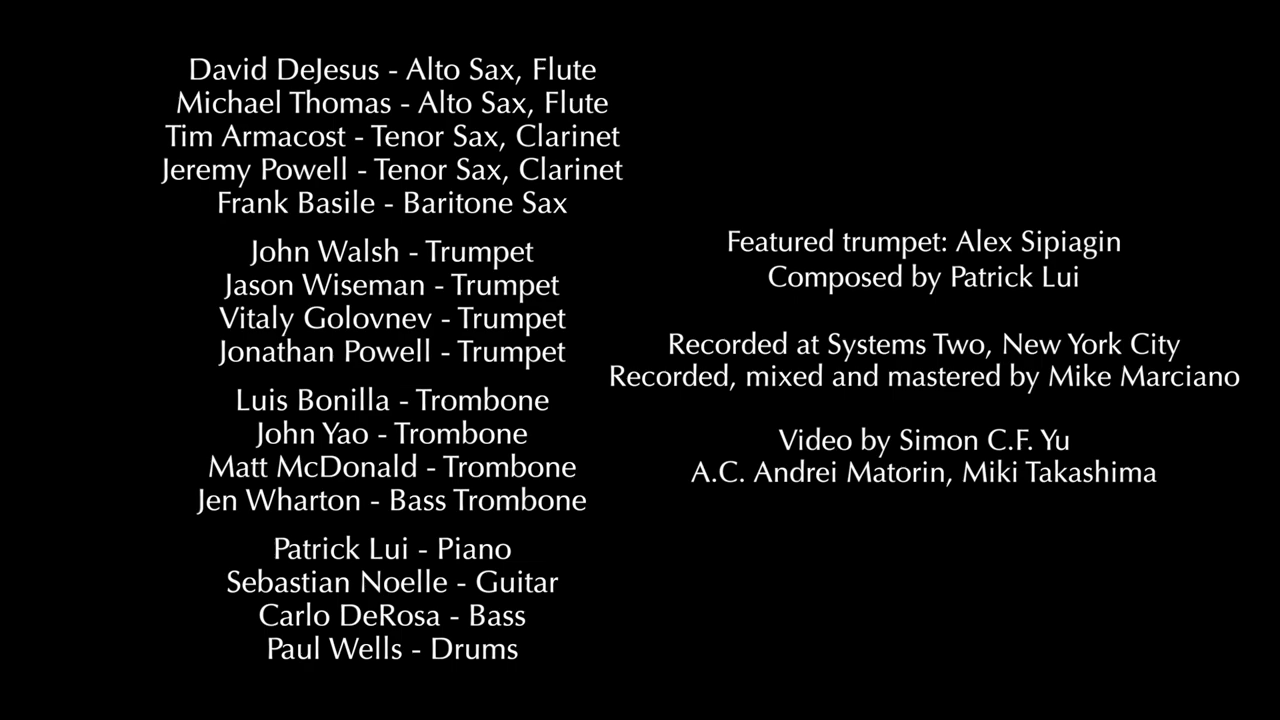 David DeJesus - Alto Sax, Flute
Michael Thomas - Alto Sax, Flute
Tim Armacost - Tenor Sax, Clarinet
Jeremy Powell - Tenor Sax, Clarinet
Frank Basile - Baritone Sax
John Walsh - Trumpet
Jason Wiseman - Trumpet
Vitaly Golovnev - Trumpet
Jonathan Powell - Trumpet
Luis Bonilla - Trombone
John Yao - Trombone
Matt McDonald - Trombone
Jen Wharton - Bass Trombone
Patrick Lui - Piano
Sebastian Noelle - Guitar
Carlo DeRosa - Bass
Paul Wells - Drums
Featured trumpet: Alex Sipiagin
Composed by Patrick Lui
Recorded at Systems Two, New York City
Recorded, mixed and mastered by Mike Marciano
Video by Simon C.F. Yu
A.C. Andrei Matorin, Miki Takashima